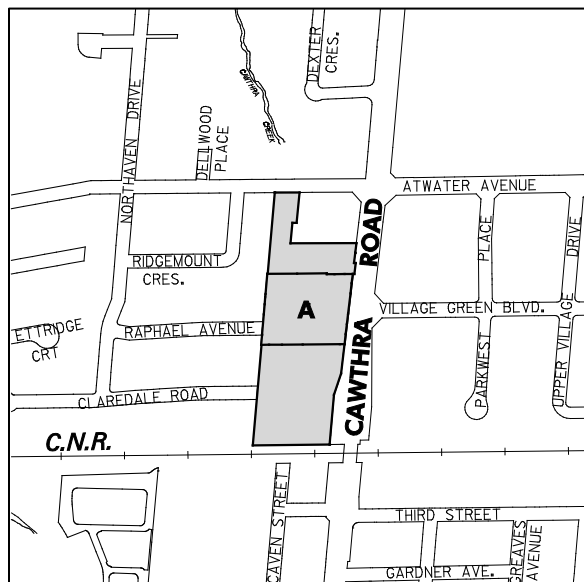 DEXTER
CRES.
CAWTHRA
CREEK
NORTHAVEN DRIVE
DELLWOOD
PLACE
ATWATER AVENUE
ROAD
PLACE
DRIVE
RIDGEMOUNT
CRES.
A
VILLAGE GREEN BLVD.
ETTRIDGE
CRT
RAPHAEL AVENUE
CAWTHRA
PARKWEST
UPPER VILLAGE
CLAREDALE ROAD
C.N.R.
CAVEN STREET
THIRD STREET
GREAVES
AVENUE
GARDNER AVE.